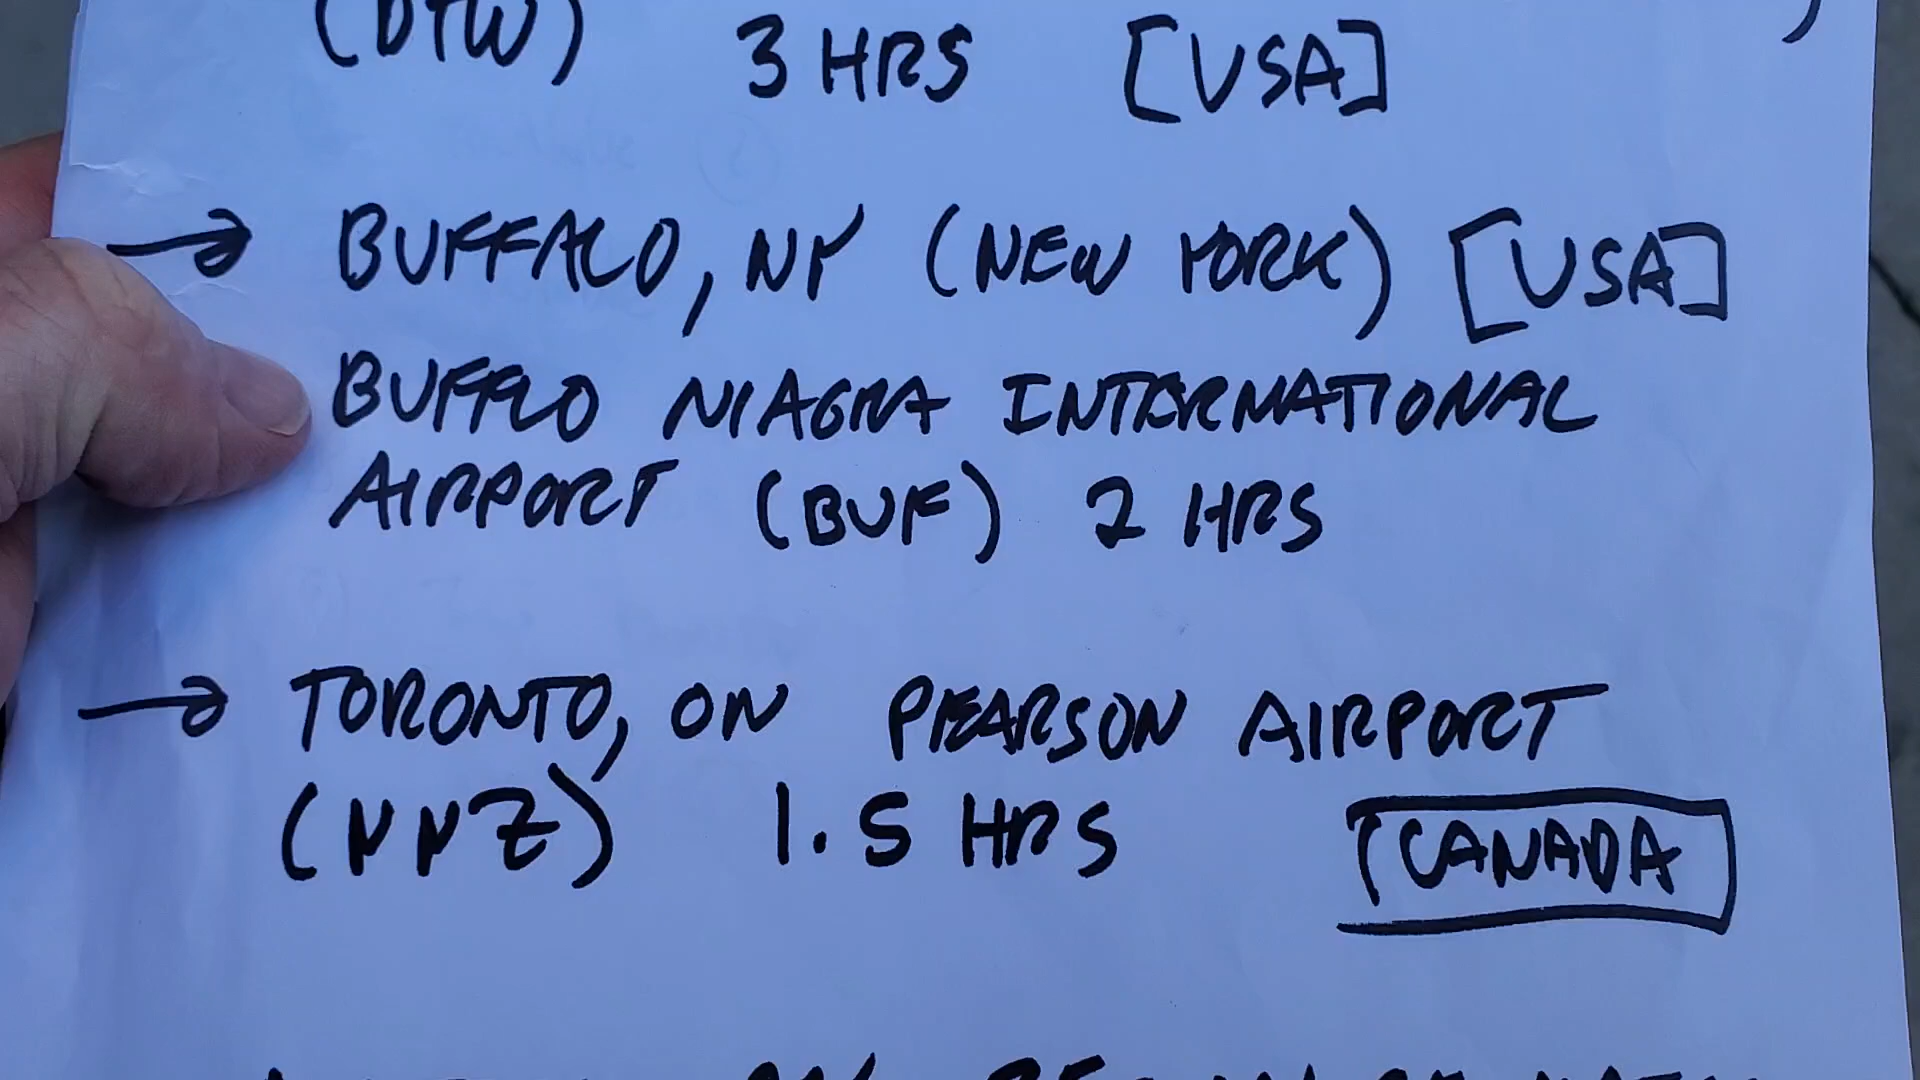 (DTW) 3 HRS [USA]
→ BUFFALO, NY (NEW YORK) [USA]
BUFFLO NIAGRA INTERNATIONAL
AIRPORT (BUF) 2 HRS
→ TORONTO, ON PEARSON AIRPORT
(NNZ) 1.5 HRS [CANADA]